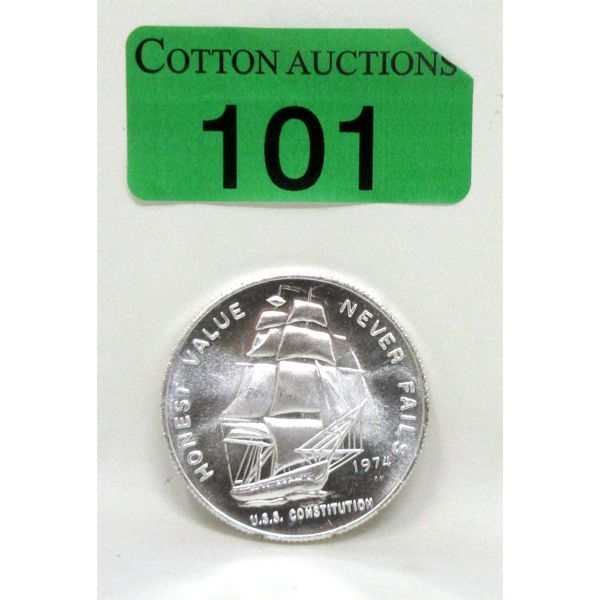 COTTON AUCTIONS
101
HONEST VALUE NEVER FAILS
1974
U.S.S. CONSTITUTION